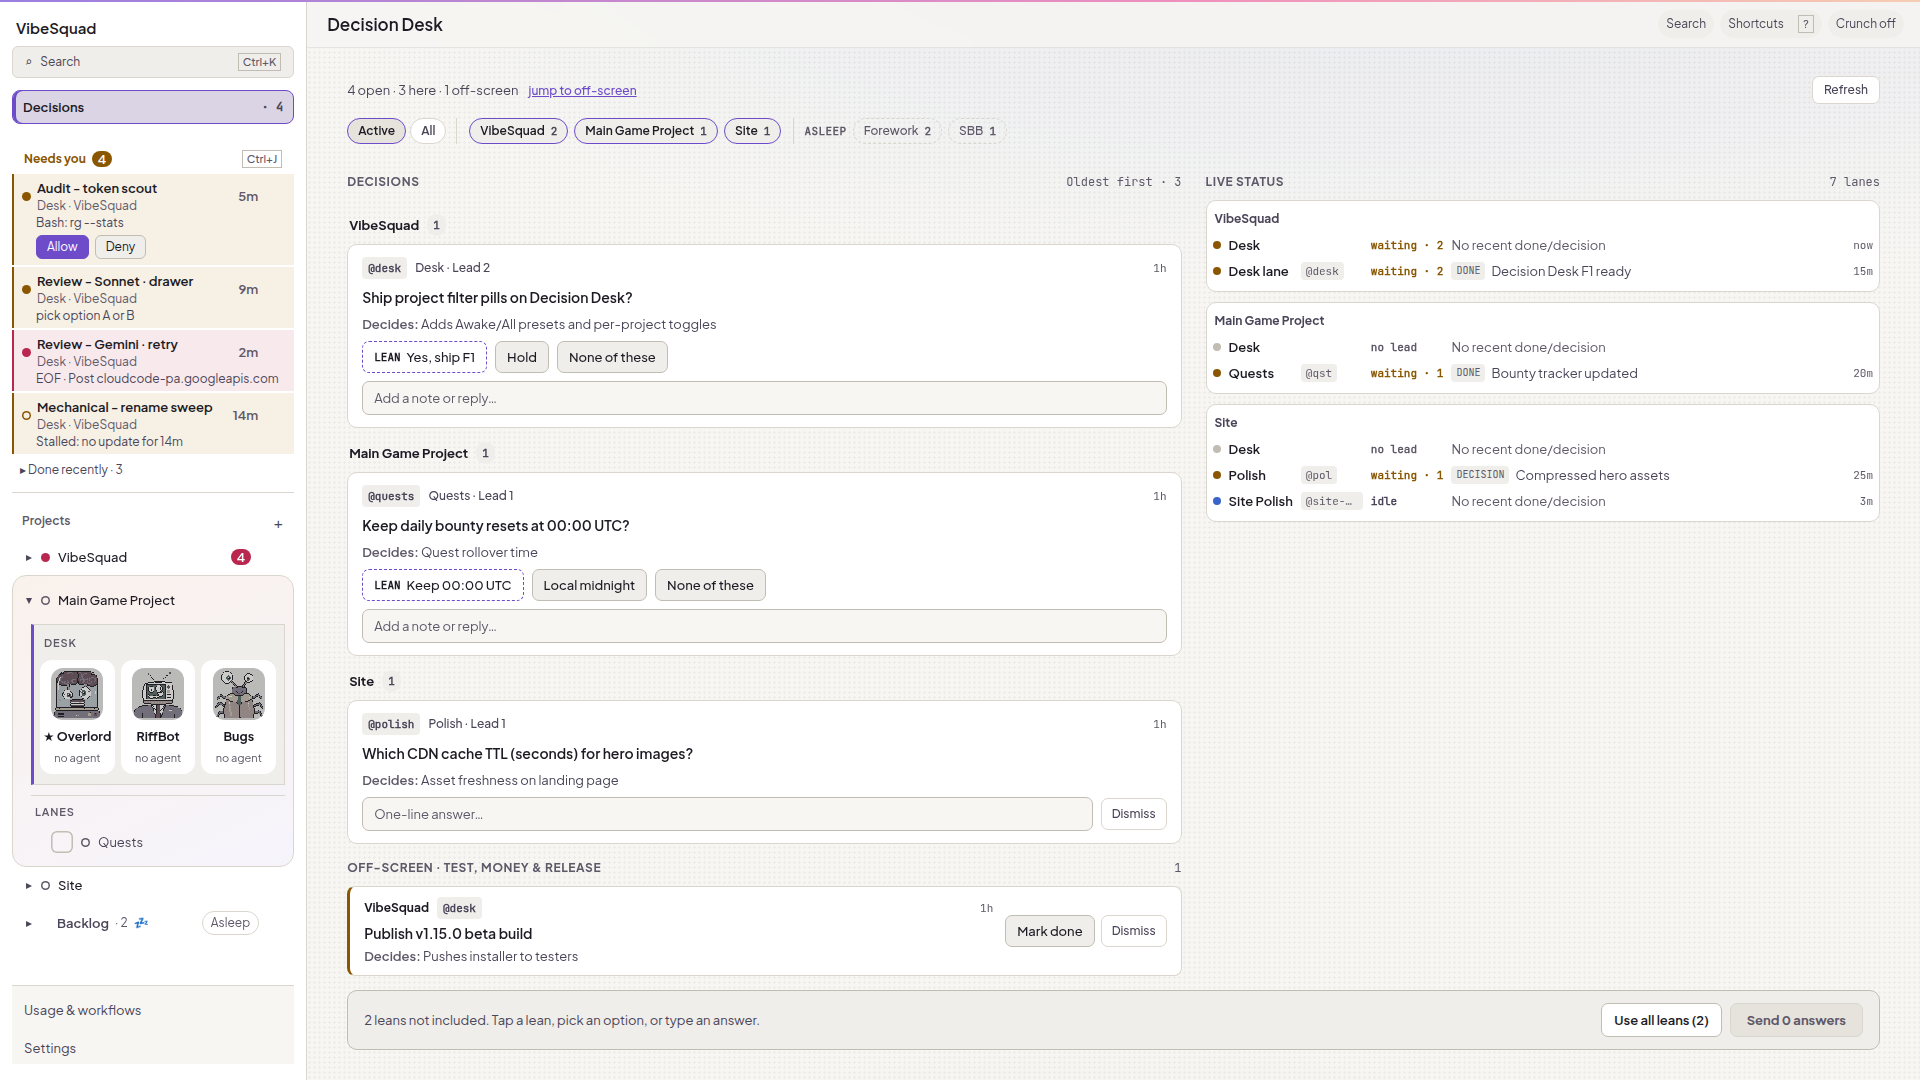 VibeSquad
Search Ctrl+K
Decisions · 4
Needs you 4 Ctrl+J
Audit – token scout 5m
Desk · VibeSquad
Bash: rg --stats
Allow Deny
Review – Sonnet · drawer 9m
Desk · VibeSquad
pick option A or B
Review – Gemini · retry 2m
Desk · VibeSquad
EOF · Post cloudcode-pa.googleapis.com
Mechanical – rename sweep 14m
Desk · VibeSquad
Stalled: no update for 14m
▸ Done recently · 3
Projects +
VibeSquad 4
Main Game Project
DESK
★ Overlord RiffBot Bugs
no agent no agent no agent
LANES
Quests
Site
Backlog · 2 💤 Asleep
Usage & workflows
Settings
Decision Desk Search Shortcuts ? Crunch off
4 open · 3 here · 1 off-screen jump to off-screen Refresh
Active All VibeSquad 2 Main Game Project 1 Site 1 ASLEEP Forework 2 SBB 1
DECISIONS Oldest first · 3
VibeSquad 1
@desk Desk · Lead 2 1h
Ship project filter pills on Decision Desk?
Decides: Adds Awake/All presets and per-project toggles
LEAN Yes, ship F1 Hold None of these
Add a note or reply…
Main Game Project 1
@quests Quests · Lead 1 1h
Keep daily bounty resets at 00:00 UTC?
Decides: Quest rollover time
LEAN Keep 00:00 UTC Local midnight None of these
Add a note or reply…
Site 1
@polish Polish · Lead 1 1h
Which CDN cache TTL (seconds) for hero images?
Decides: Asset freshness on landing page
One-line answer… Dismiss
OFF-SCREEN · TEST, MONEY & RELEASE 1
VibeSquad @desk 1h
Publish v1.15.0 beta build
Decides: Pushes installer to testers
Mark done Dismiss
LIVE STATUS 7 lanes
VibeSquad
Desk waiting · 2 No recent done/decision now
Desk lane @desk waiting · 2 DONE Decision Desk F1 ready 15m
Main Game Project
Desk no lead No recent done/decision
Quests @qst waiting · 1 DONE Bounty tracker updated 20m
Site
Desk no lead No recent done/decision
Polish @pol waiting · 1 DECISION Compressed hero assets 25m
Site Polish @site-… idle No recent done/decision 3m
2 leans not included. Tap a lean, pick an option, or type an answer. Use all leans (2) Send 0 answers